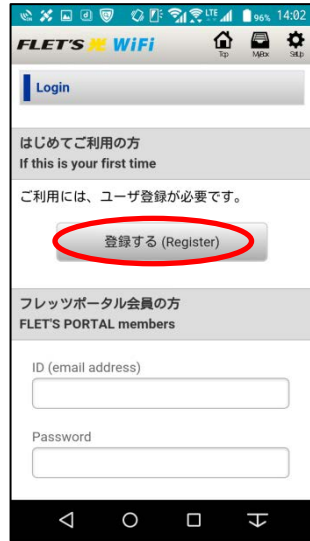 LTE 96% 14:02
FLET'S 光 WiFi
Top MyBox SetUp
Login
はじめてご利用の方
If this is your first time
ご利用には、ユーザ登録が必要です。
登録する (Register)
フレッツポータル会員の方
FLET'S PORTAL members
ID (email address)
Password